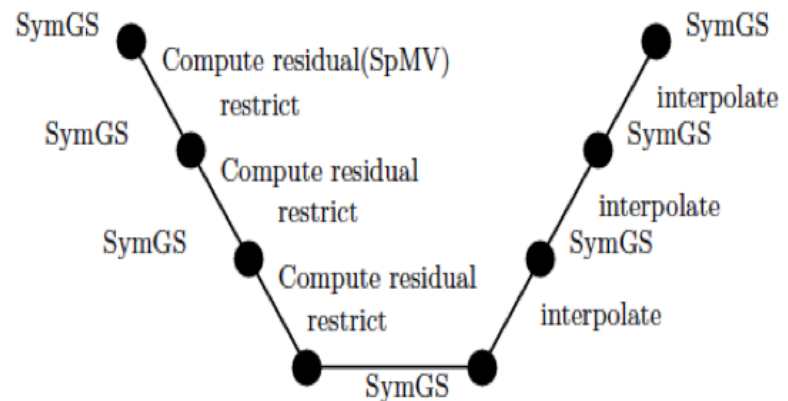 SymGS
SymGS
Compute residual(SpMV)
restrict
interpolate
SymGS
SymGS
Compute residual
restrict
interpolate
SymGS
SymGS
Compute residual
restrict
interpolate
SymGS